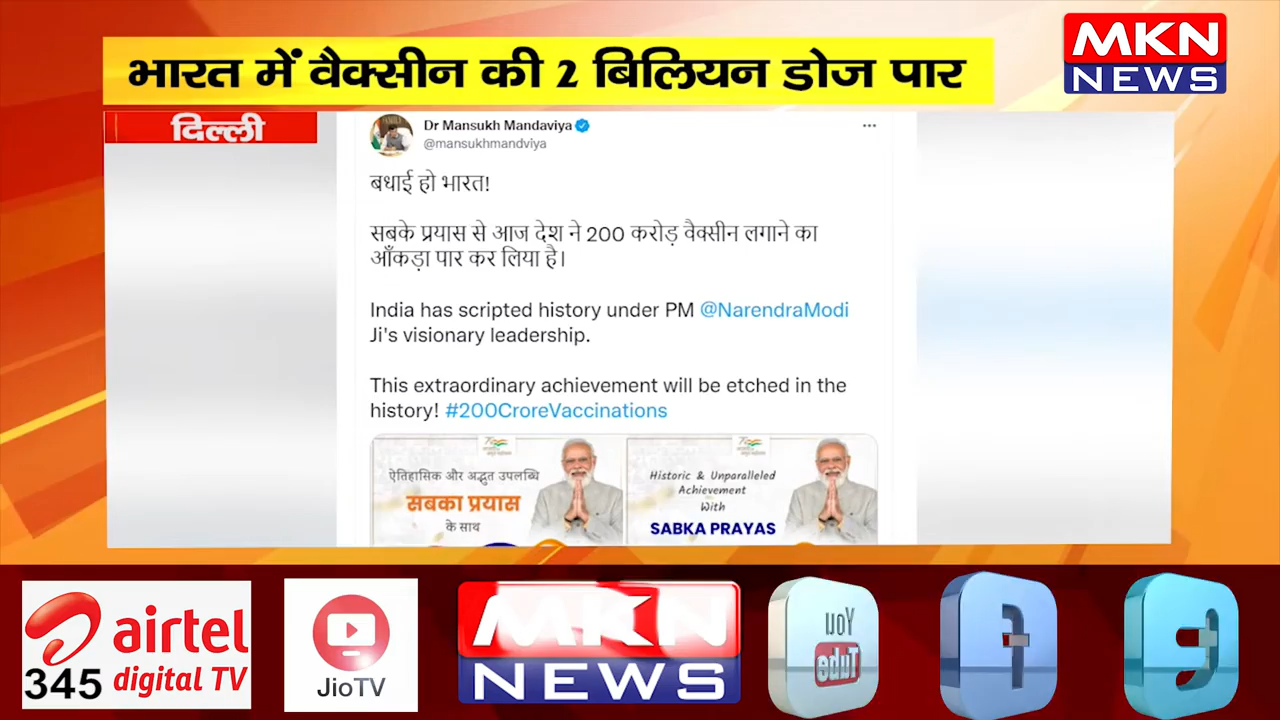 भारत में वैक्सीन की 2 बिलियन डोज पार
MKN
NEWS
दिल्ली
Dr Mansukh Mandaviya
@mansukhmandviya
बधाई हो भारत!
सबके प्रयास से आज देश ने 200 करोड़ वैक्सीन लगाने का
आँकड़ा पार कर लिया है।
India has scripted history under PM @NarendraModi
Ji's visionary leadership.
This extraordinary achievement will be etched in the
history! #200CroreVaccinations
ऐतिहासिक और अद्भुत उपलब्धि
सबका प्रयास
के साथ
Historic & Unparalleled
Achievement
With
SABKA PRAYAS
airtel
345 digital TV
JioTV
MKN
NEWS
You
Tube